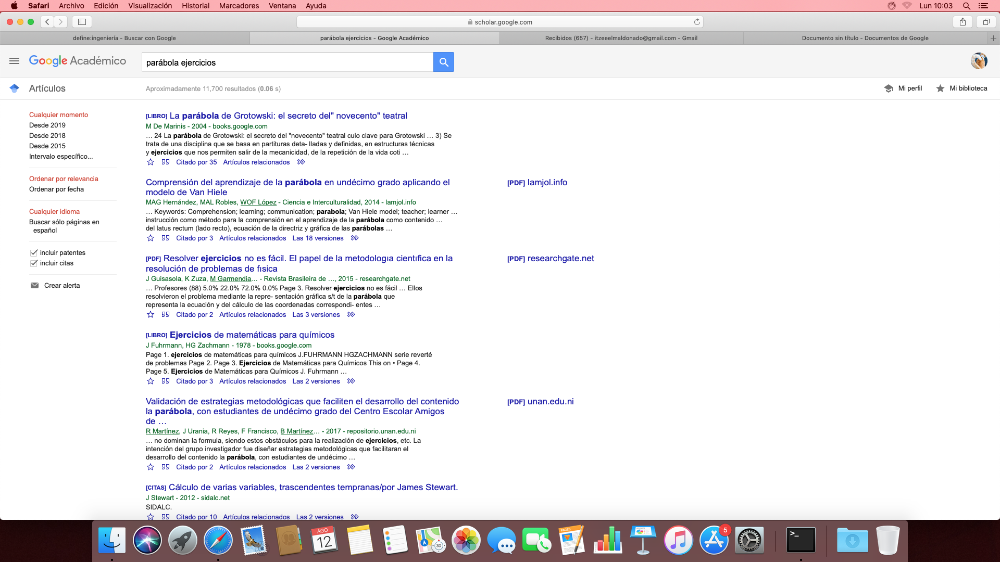 Safari Archivo Edición Visualización Historial Marcadores Ventana Ayuda Lun 10:03
scholar.google.com
define:ingeniería - Buscar con Google
parábola ejercicios - Google Académico
Recibidos (657) - itzeeelmaldonado@gmail.com - Gmail
Documento sin título - Documentos de Google
Google Académico
parábola ejercicios
Artículos
Aproximadamente 11,700 resultados (0.06 s)
Mi perfil
Mi biblioteca
Cualquier momento
Desde 2019
Desde 2018
Desde 2015
Intervalo específico...
Ordenar por relevancia
Ordenar por fecha
Cualquier idioma
Buscar sólo páginas en
español
incluir patentes
incluir citas
Crear alerta
[LIBRO] La parábola de Grotowski: el secreto del" novecento" teatral
M De Marinis - 2004 - books.google.com
… 24 La parábola de Grotowski: el secreto del "novecento" teatral culo clave para Grotowski … 3) Se
trata de una disciplina que se basa en partituras deta- lladas y definidas, en estructuras técnicas
y ejercicios que nos permiten salir de la mecanicidad, de la repetición de la vida coti …
Citado por 35 Artículos relacionados
Comprensión del aprendizaje de la parábola en undécimo grado aplicando el
modelo de Van Hiele
[PDF] lamjol.info
MAG Hernández, MAL Robles, WOF López - Ciencia e Interculturalidad, 2014 - lamjol.info
… Keywords: Comprehension; learning; communication; parabola; Van Hiele model; teacher; learner …
instrucción como método para la comprensión en el aprendizaje de la parábola como contenido …
del latus rectum (lado recto), ecuación de la directriz y gráfica de las parábolas …
Citado por 3 Artículos relacionados Las 18 versiones
[PDF] Resolver ejercicios no es fácil. El papel de la metodologıa cientıfica en la
resolución de problemas de fısica
[PDF] researchgate.net
J Guisasola, K Zuza, M Garmendia… - Revista Brasileira de …, 2015 - researchgate.net
… Profesores (88) 5.0% 22.0% 72.0% 0.0% Page 3. Resolver ejercicios no es fácil … Ellos
resolvieron el problema mediante la repre- sentación gráfica s/t de la parábola que
representa la ecuación y del cálculo de las coordenadas correspondi- entes …
Citado por 2 Artículos relacionados Las 3 versiones
[LIBRO] Ejercicios de matemáticas para químicos
J Fuhrmann, HG Zachmann - 1978 - books.google.com
Page 1. ejercicios de matemáticas para químicos J.FUHRMANN HGZACHMANN serie reverté
de problemas Page 2. Page 3. Ejercicios de Matemáticas para Químicos This on • Page 4.
Page 5. Ejercicios de Matemáticas para Químicos J. Fuhrmann …
Citado por 3 Artículos relacionados Las 2 versiones
Validación de estrategias metodológicas que faciliten el desarrollo del contenido
la parábola, con estudiantes de undécimo grado del Centro Escolar Amigos
de …
[PDF] unan.edu.ni
R Martínez, J Urania, R Reyes, F Francisco, B Martínez… - 2017 - repositorio.unan.edu.ni
… no dominan la formula, siendo estos obstáculos para la realización de ejercicios, etc. La
intención del grupo investigador fue diseñar estrategias metodológicas que facilitaran el
desarrollo del contenido la parábola, con estudiantes de undécimo …
Citado por 2 Artículos relacionados Las 2 versiones
[CITAS] Cálculo de varias variables, trascendentes tempranas/por James Stewart.
J Stewart - 2012 - sidalc.net
SIDALC.
Citado por 10 Artículos relacionados Las 2 versiones
AGO
12
3D
PAGES
5
>_